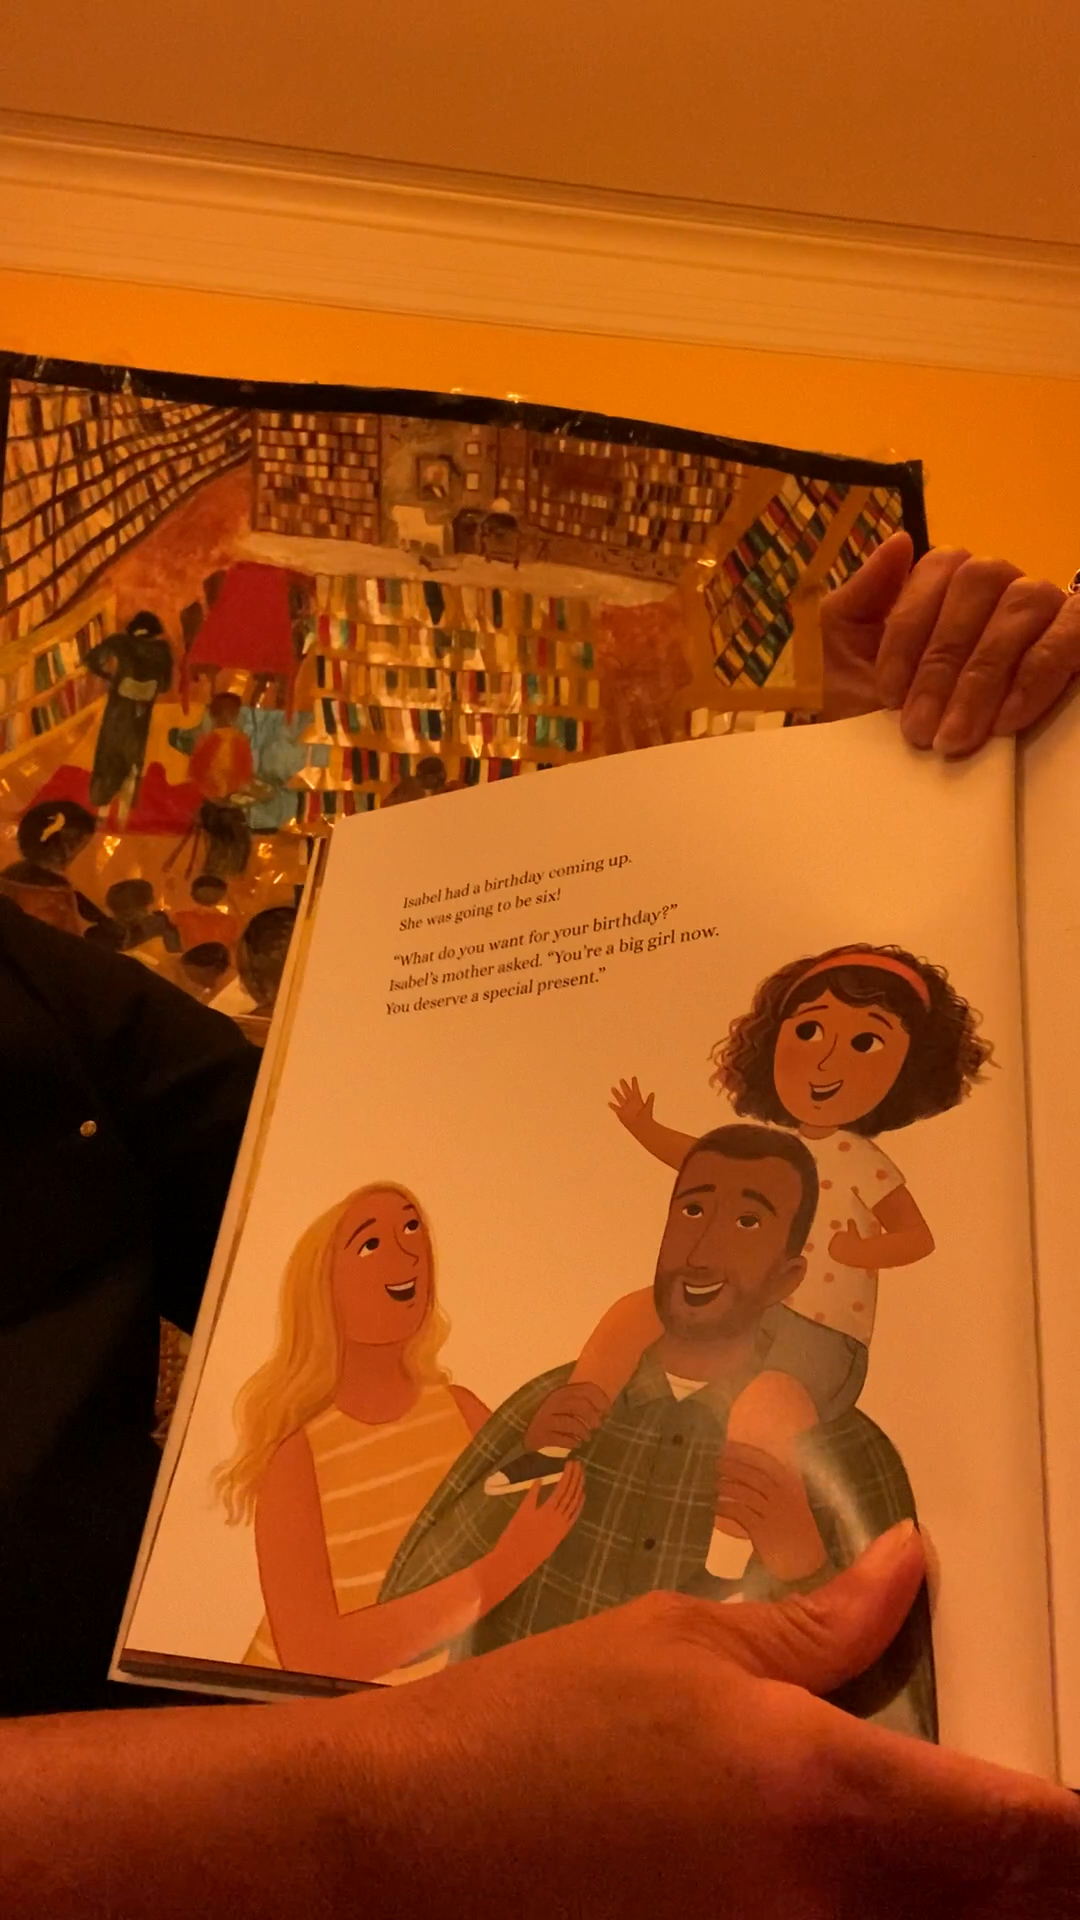 Isabel had a birthday coming up.
She was going to be six!
“What do you want for your birthday?”
Isabel’s mother asked. “You’re a big girl now.
You deserve a special present.”